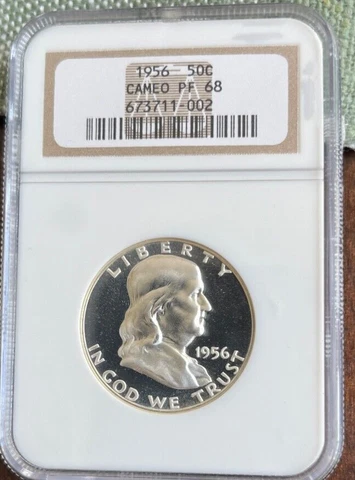 1956 50C
CAMEO PF 68
673711-002
LIBERTY
1956
IN GOD WE TRUST